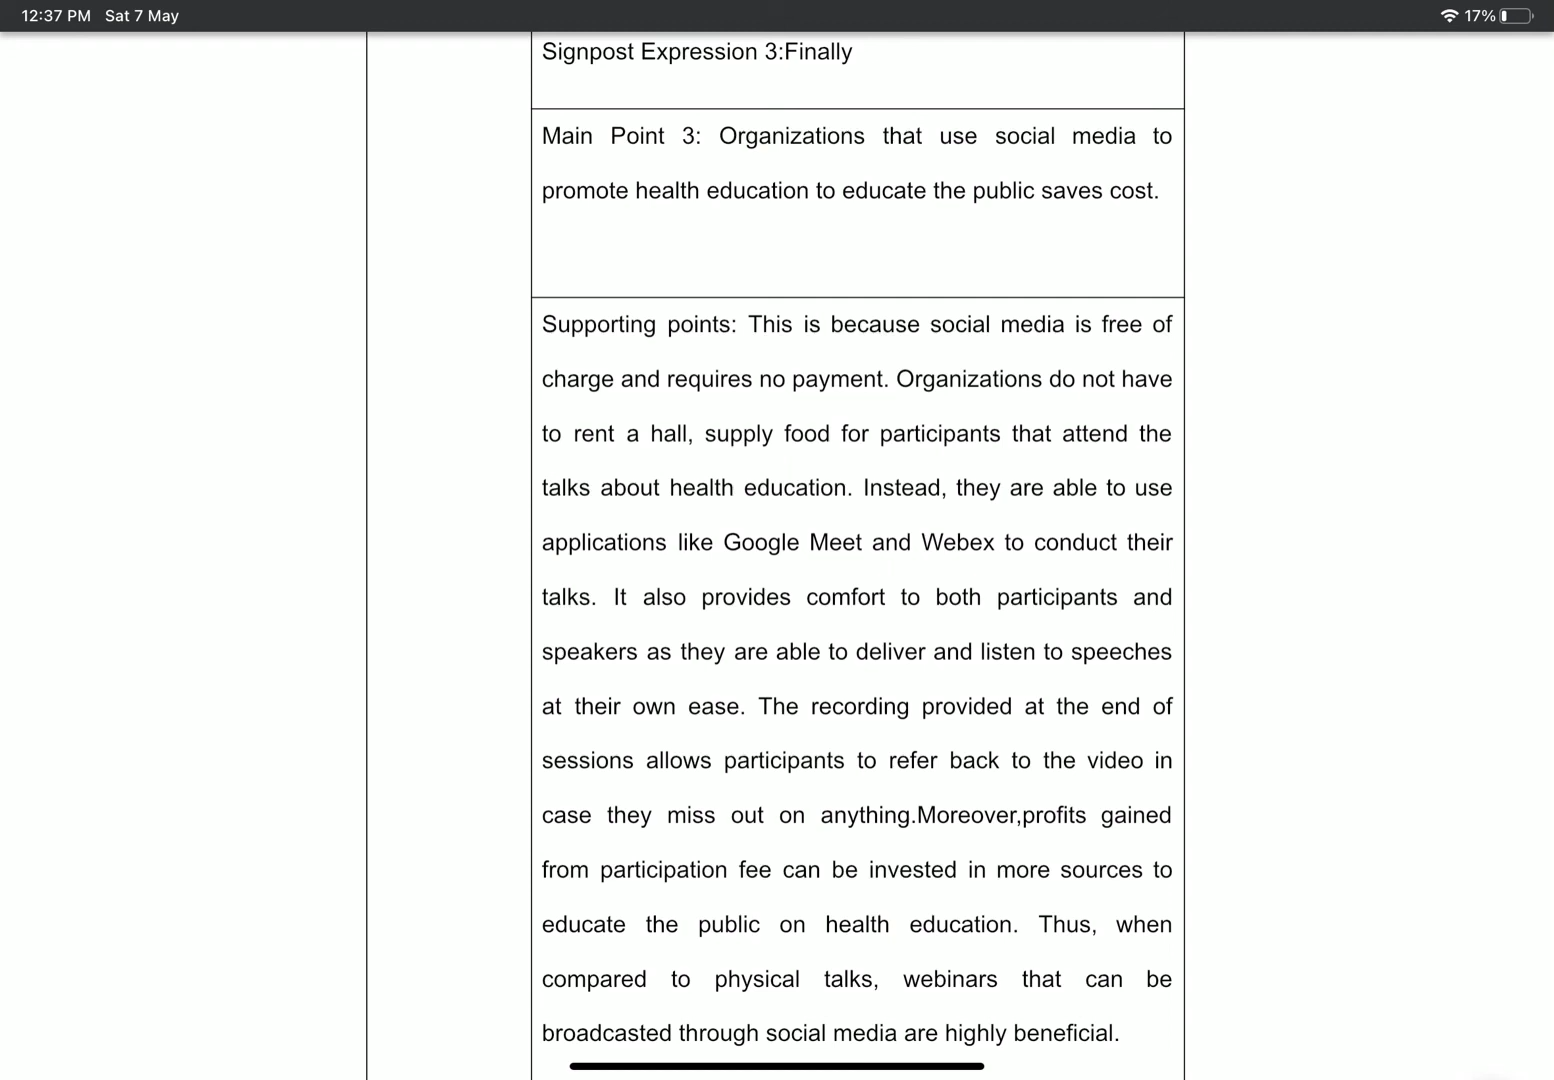 12:37 PM Sat 7 May 17%
Signpost Expression 3:Finally
Main Point 3: Organizations that use social media to
promote health education to educate the public saves cost.
Supporting points: This is because social media is free of
charge and requires no payment. Organizations do not have
to rent a hall, supply food for participants that attend the
talks about health education. Instead, they are able to use
applications like Google Meet and Webex to conduct their
talks. It also provides comfort to both participants and
speakers as they are able to deliver and listen to speeches
at their own ease. The recording provided at the end of
sessions allows participants to refer back to the video in
case they miss out on anything.Moreover,profits gained
from participation fee can be invested in more sources to
educate the public on health education. Thus, when
compared to physical talks, webinars that can be
broadcasted through social media are highly beneficial.